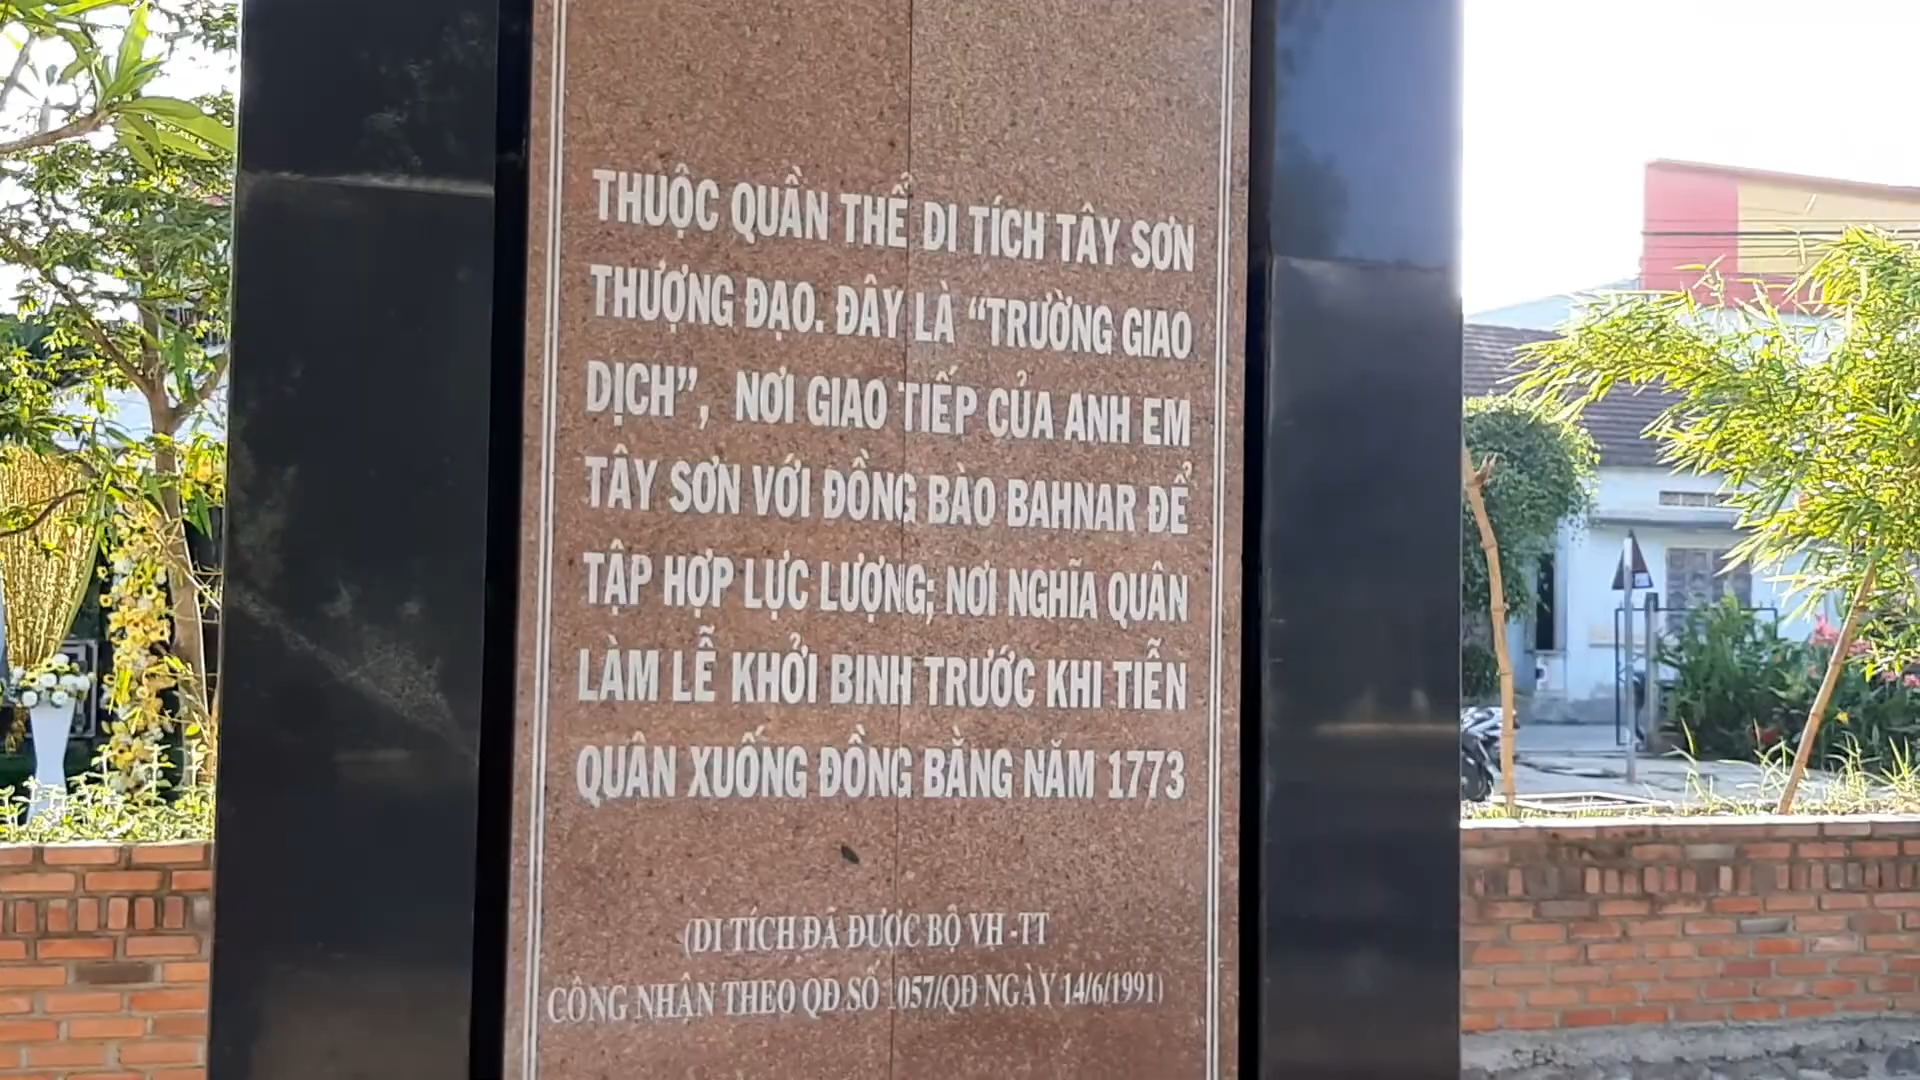 THUỘC QUẦN THỂ DI TÍCH TÂY SƠN
THƯỢNG ĐẠO. ĐÂY LÀ “TRƯỜNG GIAO
DỊCH”, NƠI GIAO TIẾP CỦA ANH EM
TÂY SƠN VỚI ĐỒNG BÀO BAHNAR ĐỂ
TẬP HỢP LỰC LƯỢNG; NƠI NGHĨA QUÂN
LÀM LỄ KHỞI BINH TRƯỚC KHI TIỄN
QUÂN XUỐNG ĐỒNG BẰNG NĂM 1773
(DI TÍCH ĐÃ ĐƯỢC BỘ VH -TT
CÔNG NHẬN THEO QĐ SỐ 1057/QĐ NGÀY 14/6/1991)